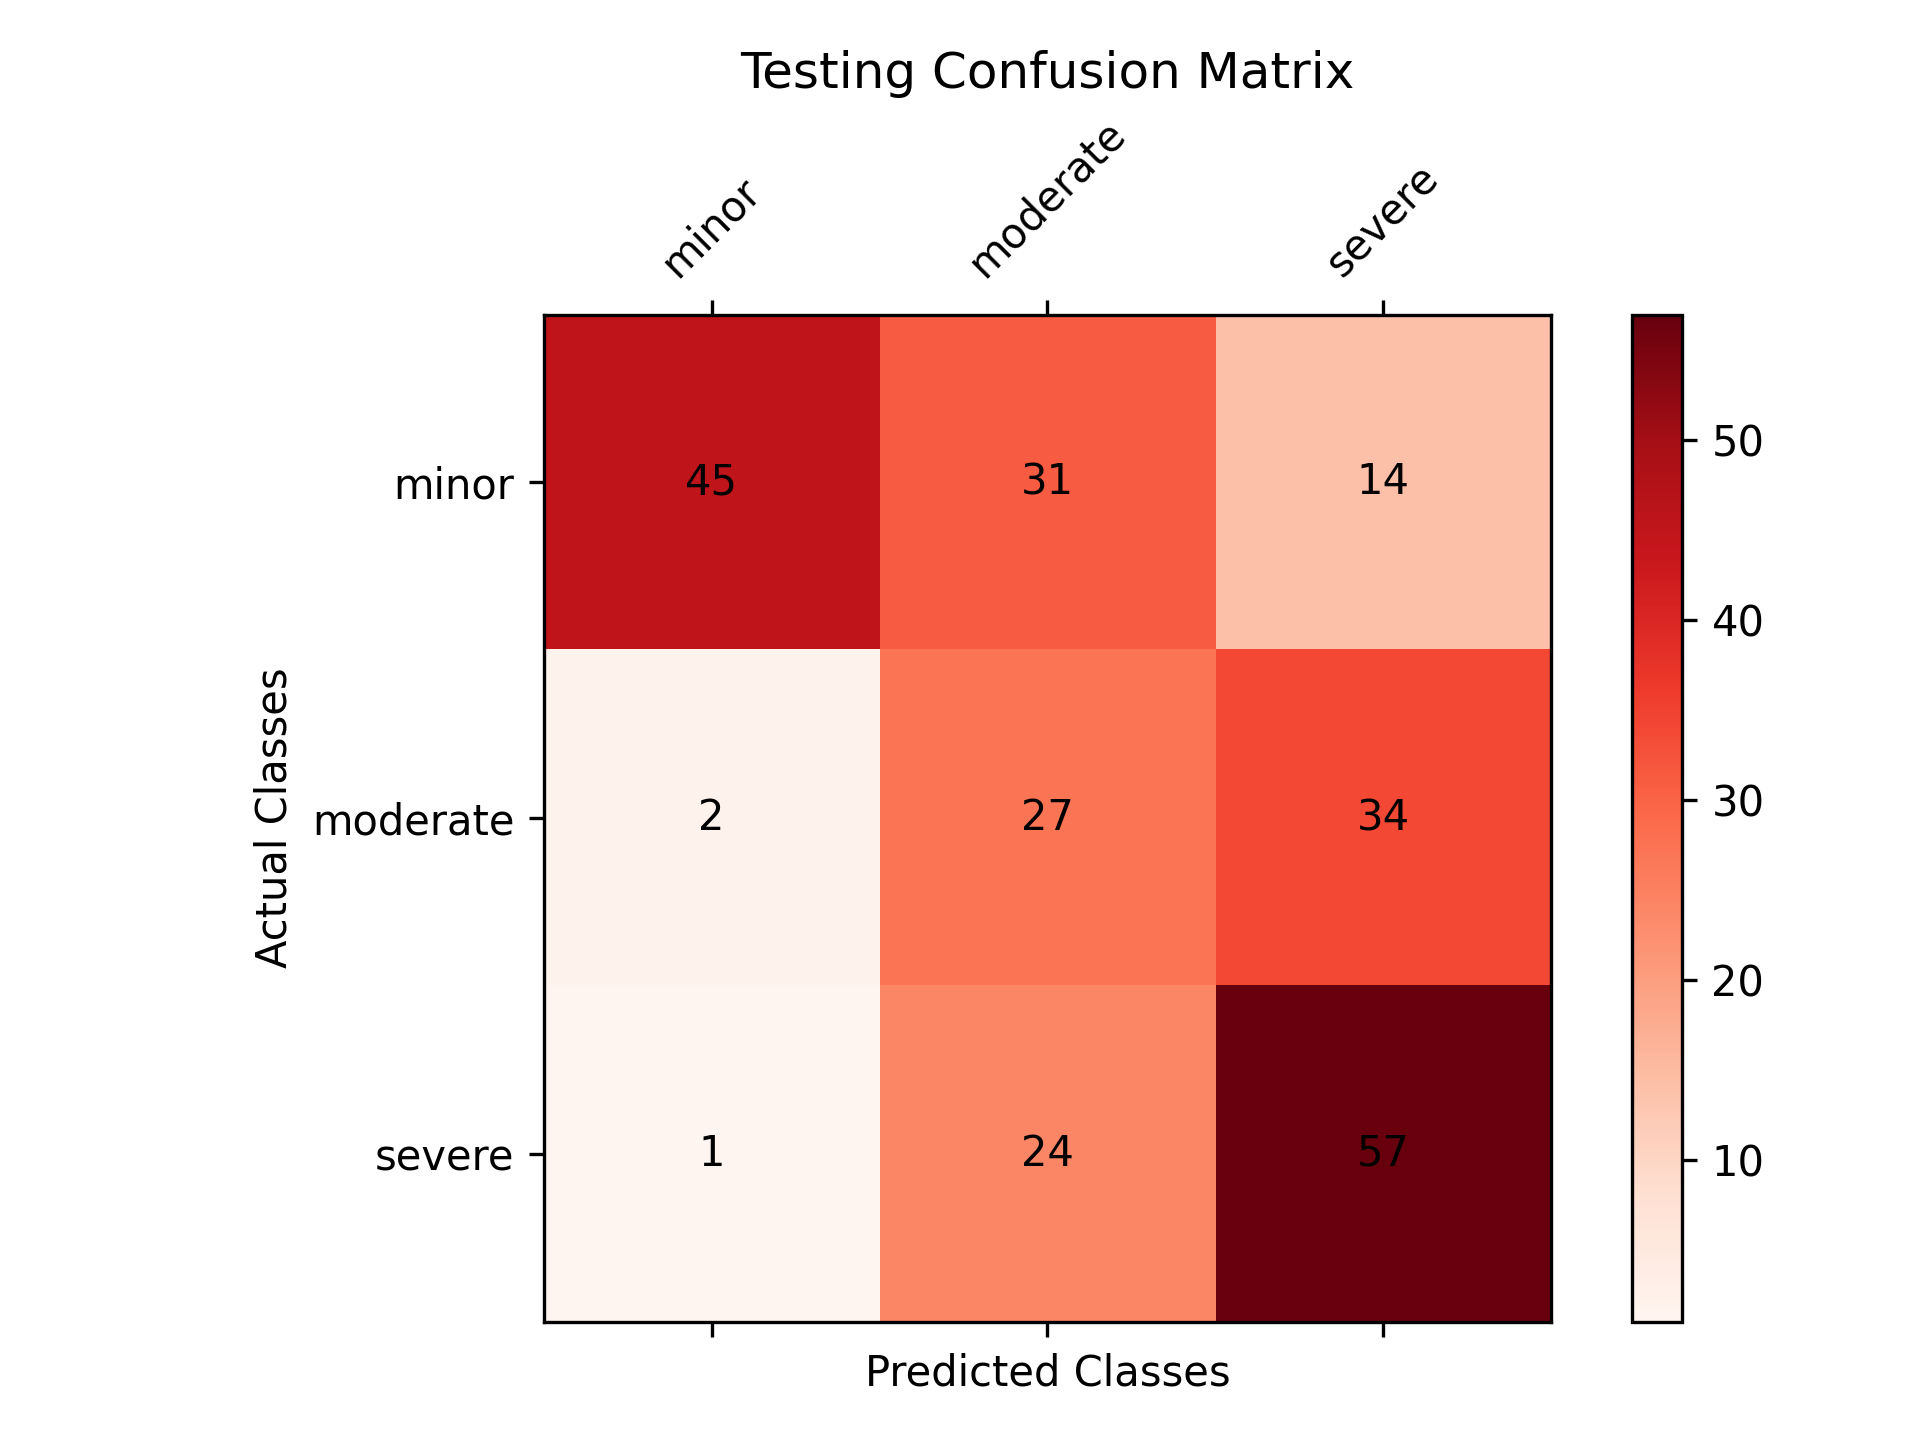 Testing Confusion Matrix
minor moderate severe
minor 45 31 14
50
40
Actual Classes
moderate 2 27 34
30
20
severe 1 24 57
10
Predicted Classes